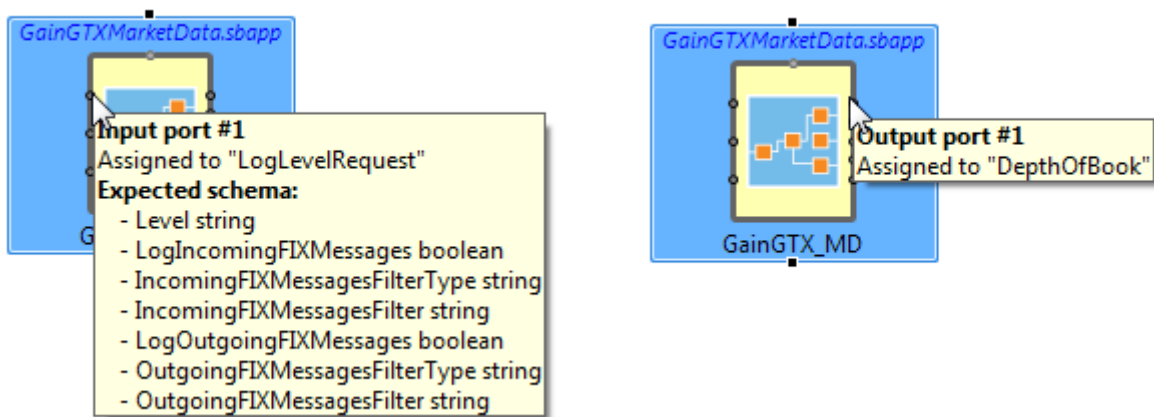 GainGTXMarketData.sbapp
Input port #1
Assigned to "LogLevelRequest"
Expected schema:
- Level string
- LogIncomingFIXMessages boolean
- IncomingFIXMessagesFilterType string
- IncomingFIXMessagesFilter string
- LogOutgoingFIXMessages boolean
- OutgoingFIXMessagesFilterType string
- OutgoingFIXMessagesFilter string
G
GainGTXMarketData.sbapp
Output port #1
Assigned to "DepthOfBook"
GainGTX_MD